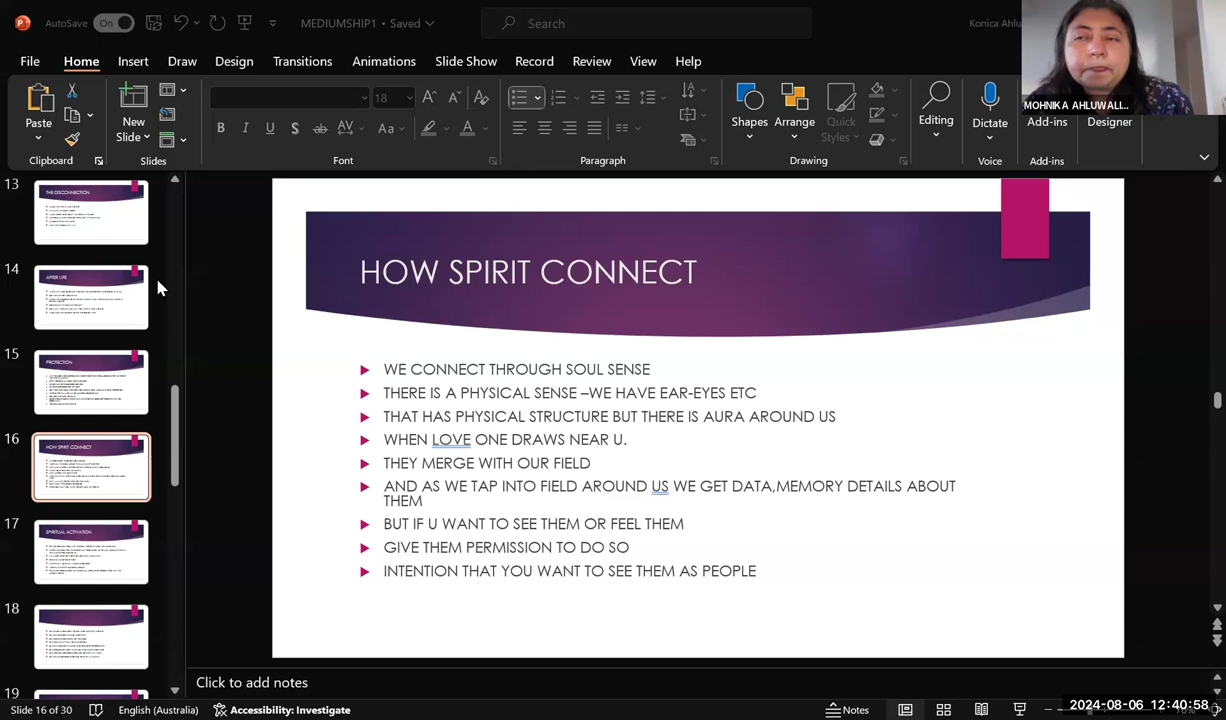 AutoSave On MEDIUMSHIP1 • Saved Search Konica Ahlu
File Home Insert Draw Design Transitions Animations Slide Show Record Review View Help
MOHNIKA AHLUWALI...
18
Paste New Slide Aa Shapes Arrange Quick Styles Editing Dictate Add-ins Designer
Clipboard Slides Font Paragraph Drawing Voice Add-ins
13
THE DISCONNECTION
14
AFTER LIFE
15
PROTECTION
16
HOW SPIRIT CONNECT
17
SPIRITUAL ACTIVATION
18
19
HOW SPIRIT CONNECT
WE CONNECT THROUGH SOUL SENSE
THERE IS A PHYSICAL SENSE –WE HAVE EAR-EYES ETC
THAT HAS PHYSICAL STRUCTURE BUT THERE IS AURA AROUND US
WHEN LOVE ONE DRAWS NEAR U.
THEY MERGE WITH OUR FIELD
AND AS WE TAP INTO FIELD AROUND US WE GET DATA,MEMORY DETAILS ABOUT
THEM
BUT IF U WANT TO SEE THEM OR FEEL THEM
GIVE THEM PERMISSION TO DO SO
INTENTION THAT YOU WANT TO SEE THEM AS PEOPLE
Click to add notes
Slide 16 of 30 English (Australia) Accessibility: Investigate Notes
2024-08-06 12:40:58